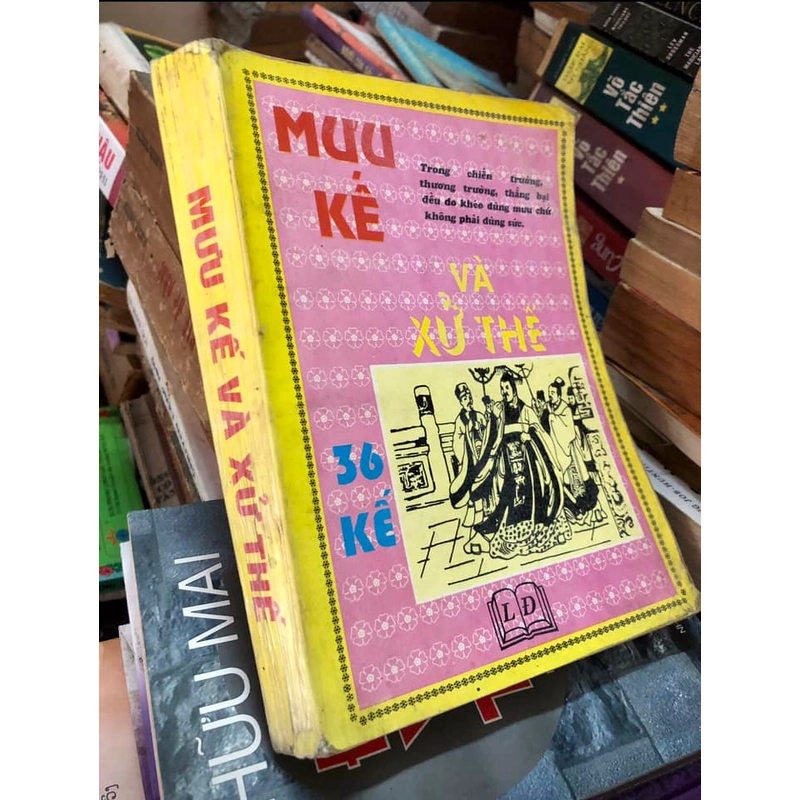 MƯU
KẾ
Trong chiến trường,
thương trường, thắng bại
đều do khéo dùng mưu chứ
không phải dùng sức.
VÀ
XỬ THẾ
36
KẾ
L Đ
MƯU KẾ VÀ XỬ THẾ
HỮU MAI
Võ
Tắc
Thiên
Võ
Tắc
Thiên